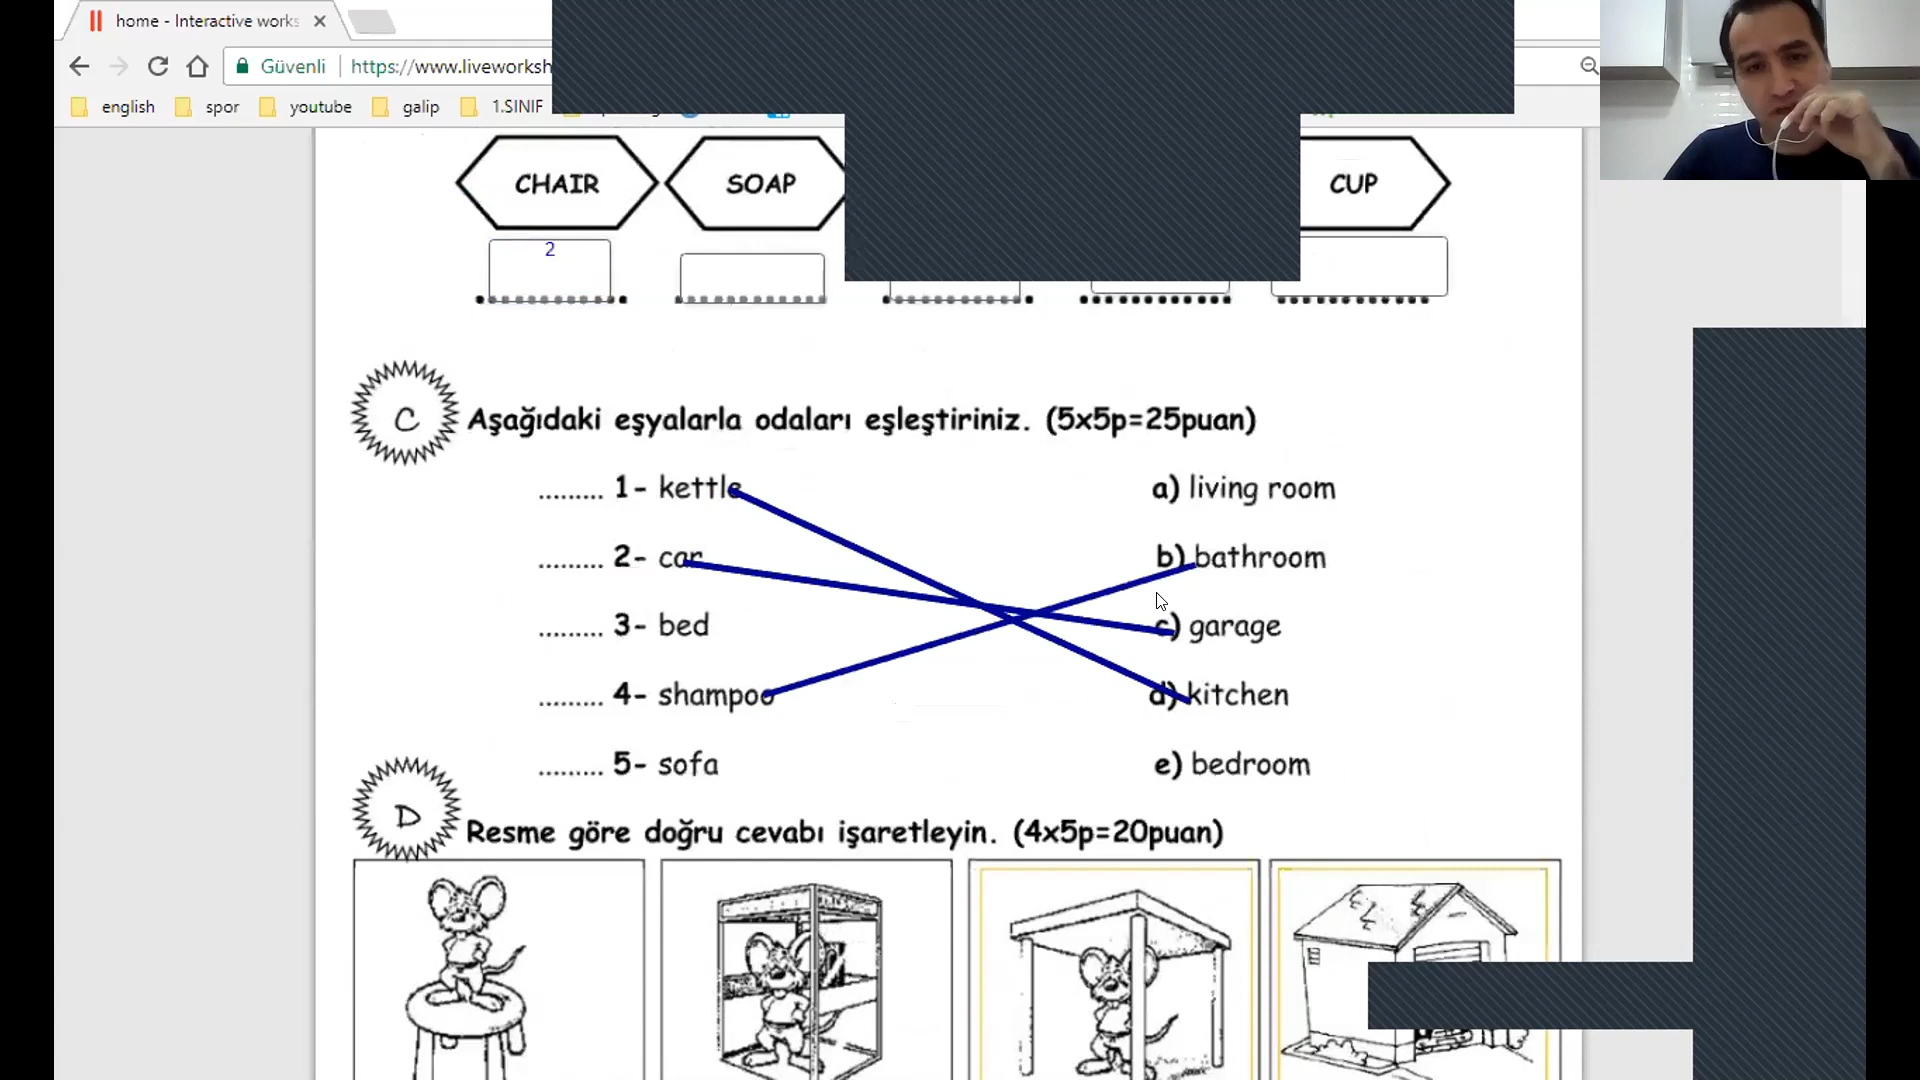 home - Interactive works
Güvenli https://www.liveworksh
english spor youtube galip 1.SINIF
CHAIR SOAP CUP
2
C Aşağıdaki eşyalarla odaları eşleştiriniz. (5x5p=25puan)
......... 1- kettle a) living room
......... 2- car b) bathroom
......... 3- bed c) garage
......... 4- shampoo d) kitchen
......... 5- sofa e) bedroom
D Resme göre doğru cevabı işaretleyin. (4x5p=20puan)